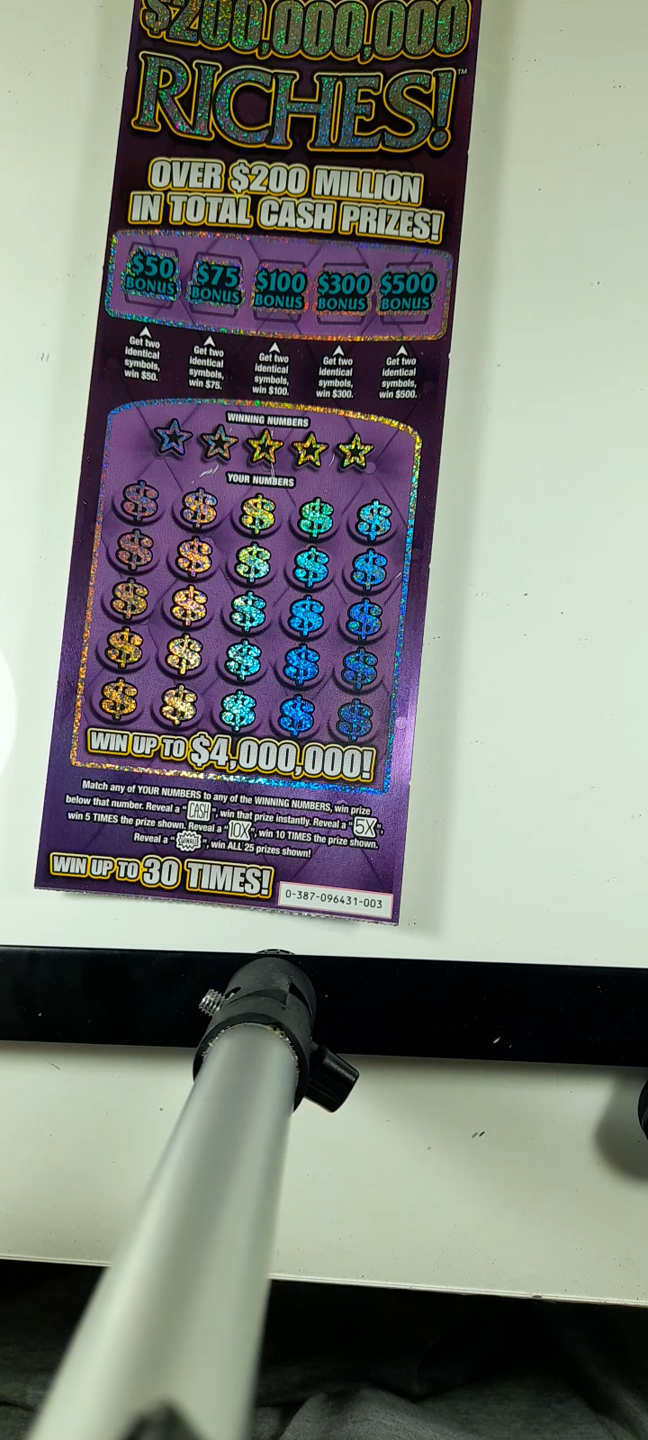 $200,000,000
RICHES!™
OVER $200 MILLION
IN TOTAL CASH PRIZES!
$50 BONUS
$75 BONUS
$100 BONUS
$300 BONUS
$500 BONUS
Get two
identical
symbols,
win $50.
Get two
identical
symbols,
win $75.
Get two
identical
symbols,
win $100.
Get two
identical
symbols,
win $300.
Get two
identical
symbols,
win $500.
WINNING NUMBERS
YOUR NUMBERS
$ $ $ $ $
$ $ $ $ $
$ $ $ $ $
$ $ $ $ $
$ $ $ $ $
WIN UP TO $4,000,000!
Match any of YOUR NUMBERS to any of the WINNING NUMBERS, win prize
below that number. Reveal a "CASH", win that prize instantly. Reveal a "5X",
win 5 TIMES the prize shown. Reveal a "10X", win 10 TIMES the prize shown.
Reveal a " ", win ALL 25 prizes shown!
WIN UP TO 30 TIMES!
0-387-096431-003